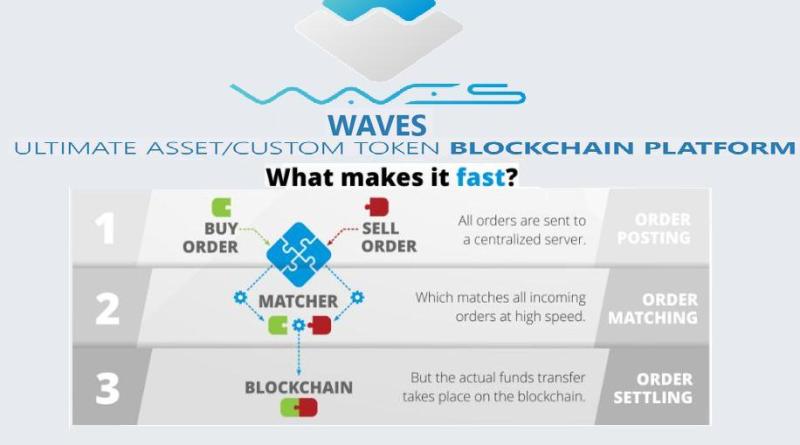 WAVES
WAVES
ULTIMATE ASSET/CUSTOM TOKEN BLOCKCHAIN PLATFORM
What makes it fast?
1
BUY
ORDER
SELL
ORDER
All orders are sent to
a centralized server.
ORDER
POSTING
2
MATCHER
Which matches all incoming
orders at high speed.
ORDER
MATCHING
3
BLOCKCHAIN
But the actual funds transfer
takes place on the blockchain.
ORDER
SETTLING